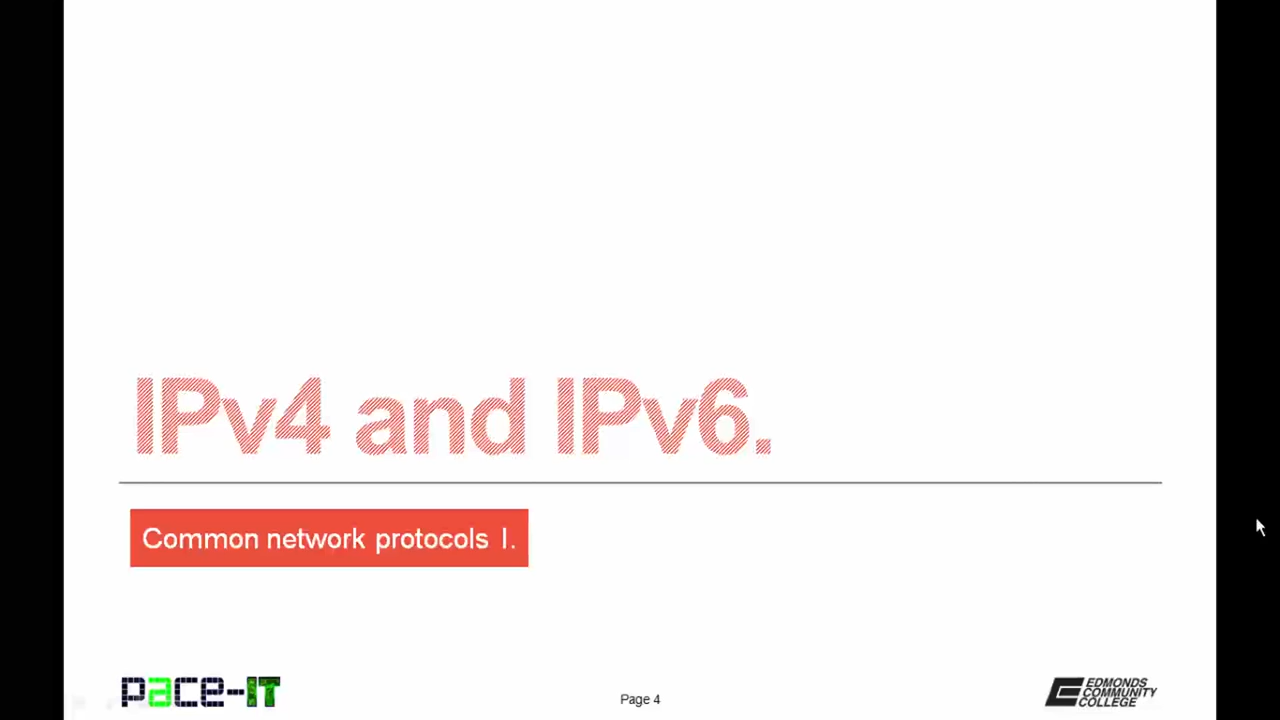 IPv4 and IPv6.
Common network protocols I.
pace-IT
Page 4
EDMONDS
COMMUNITY
COLLEGE